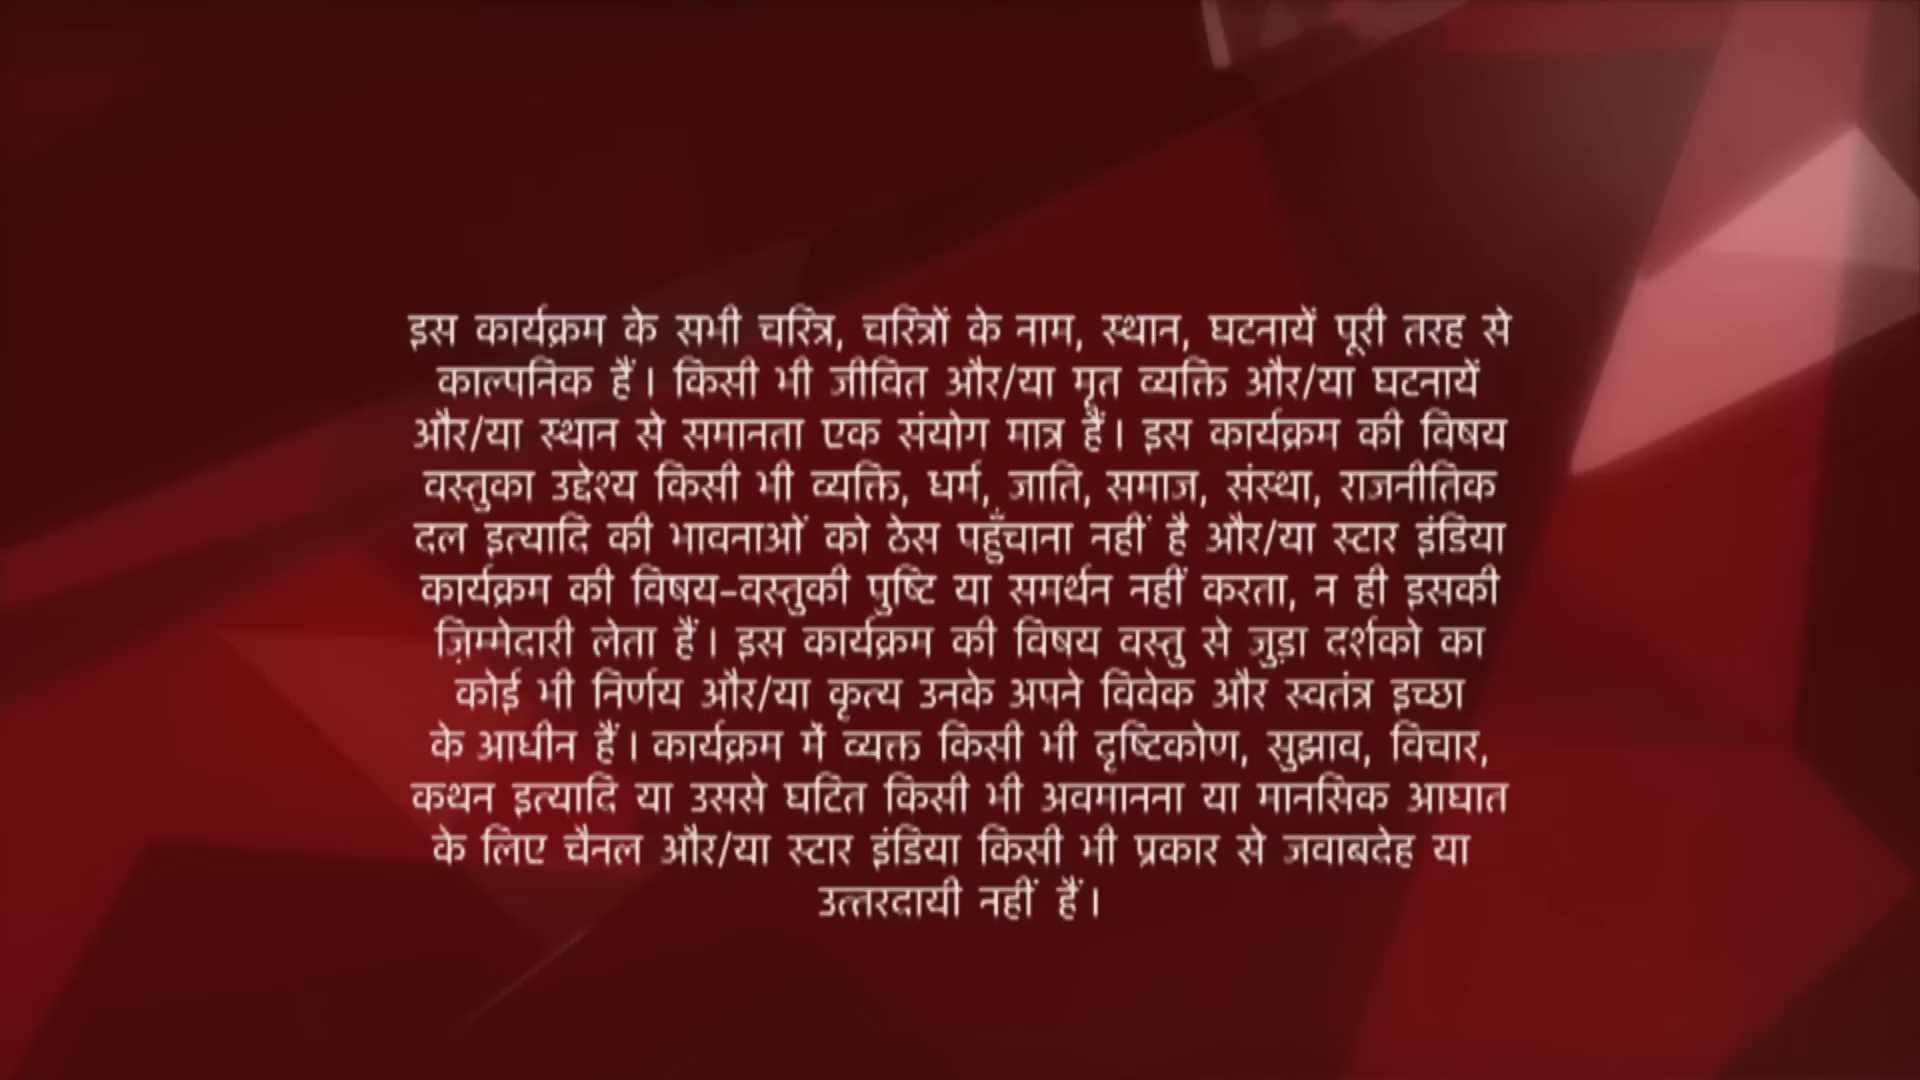 इस कार्यक्रम के सभी चरित्र, चरित्रों के नाम, स्थान, घटनायें पूरी तरह से
काल्पनिक हैं। किसी भी जीवित और/या मृत व्यक्ति और/या घटनायें
और/या स्थान से समानता एक संयोग मात्र हैं। इस कार्यक्रम की विषय
वस्तुका उद्देश्य किसी भी व्यक्ति, धर्म, जाति, समाज, संस्था, राजनीतिक
दल इत्यादि की भावनाओं को ठेस पहुँचाना नहीं है और/या स्टार इंडिया
कार्यक्रम की विषय-वस्तुकी पुष्टि या समर्थन नहीं करता, न ही इसकी
ज़िम्मेदारी लेता हैं। इस कार्यक्रम की विषय वस्तु से जुड़ा दर्शको का
कोई भी निर्णय और/या कृत्य उनके अपने विवेक और स्वतंत्र इच्छा
के आधीन हैं। कार्यक्रम में व्यक्त किसी भी दृष्टिकोण, सुझाव, विचार,
कथन इत्यादि या उससे घटित किसी भी अवमानना या मानसिक आघात
के लिए चैनल और/या स्टार इंडिया किसी भी प्रकार से जवाबदेह या
उत्तरदायी नहीं हैं।